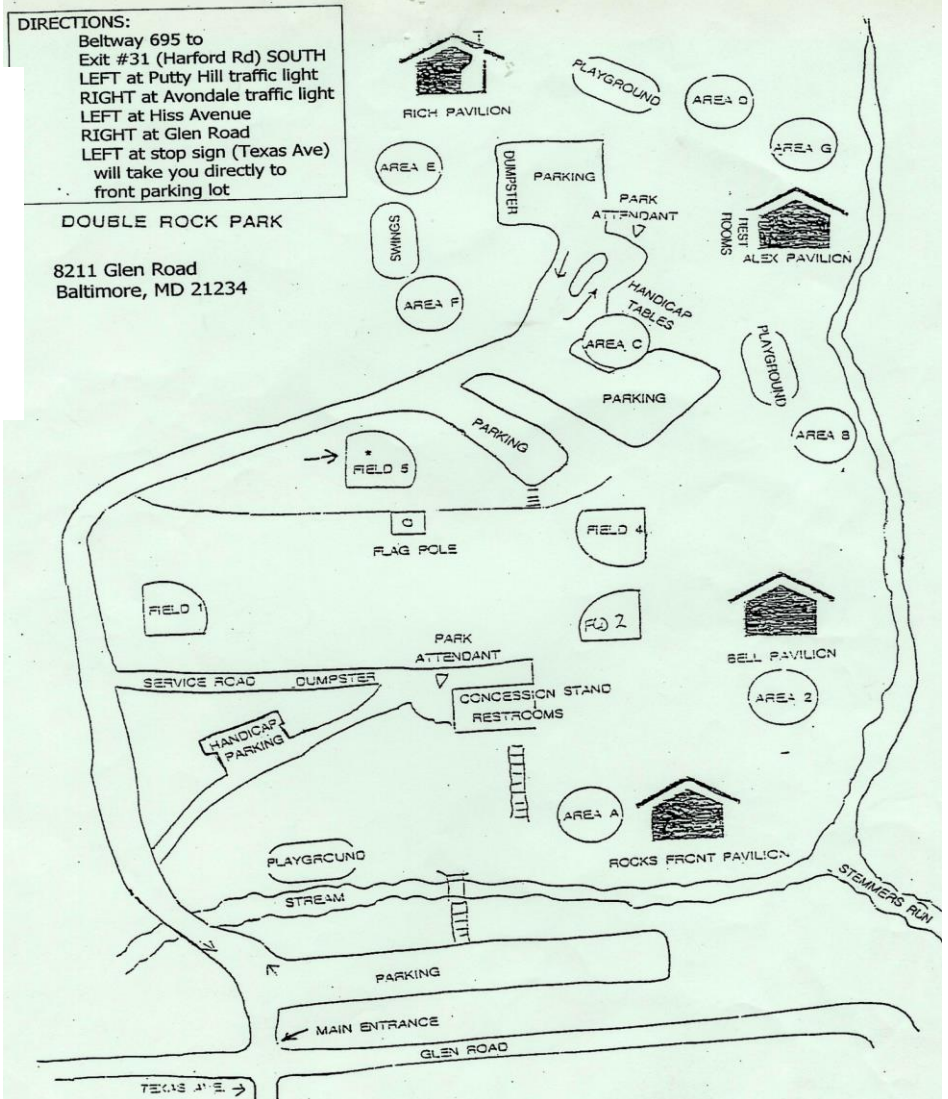 DIRECTIONS:
Beltway 695 to
Exit #31 (Harford Rd) SOUTH
LEFT at Putty Hill traffic light
RIGHT at Avondale traffic light
LEFT at Hiss Avenue
RIGHT at Glen Road
LEFT at stop sign (Texas Ave)
will take you directly to
front parking lot
DOUBLE ROCK PARK
8211 Glen Road
Baltimore, MD 21234
RICH PAVILION
PLAYGROUND
AREA D
AREA G
AREA E
DUMPSTER
PARKING
PARK
ATTENDANT
SWINGS
REST
ROOMS
ALEX PAVILION
AREA F
HANDICAP
TABLES
AREA C
PLAYGROUND
PARKING
PARKING
AREA B
FIELD 5
FLAG POLE
FIELD 4
FIELD 1
FLD 2
BELL PAVILION
PARK
ATTENDANT
SERVICE ROAD
DUMPSTER
CONCESSION STAND
RESTROOMS
AREA 2
HANDICAP
PARKING
AREA A
ROCKS FRONT PAVILION
PLAYGROUND
STREAM
STEMMERS RUN
PARKING
MAIN ENTRANCE
GLEN ROAD
TEXAS AVE.